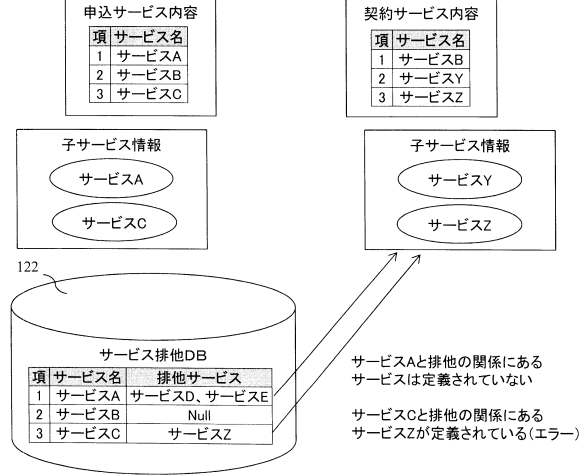 申込サービス内容
項 サービス名
1 サービスA
2 サービスB
3 サービスC
契約サービス内容
項 サービス名
1 サービスB
2 サービスY
3 サービスZ
子サービス情報
サービスA
サービスC
子サービス情報
サービスY
サービスZ
122
サービス排他DB
項 サービス名 排他サービス
1 サービスA サービスD、サービスE
2 サービスB Null
3 サービスC サービスZ
サービスAと排他の関係にある
サービスは定義されていない
サービスCと排他の関係にある
サービスZが定義されている(エラー)